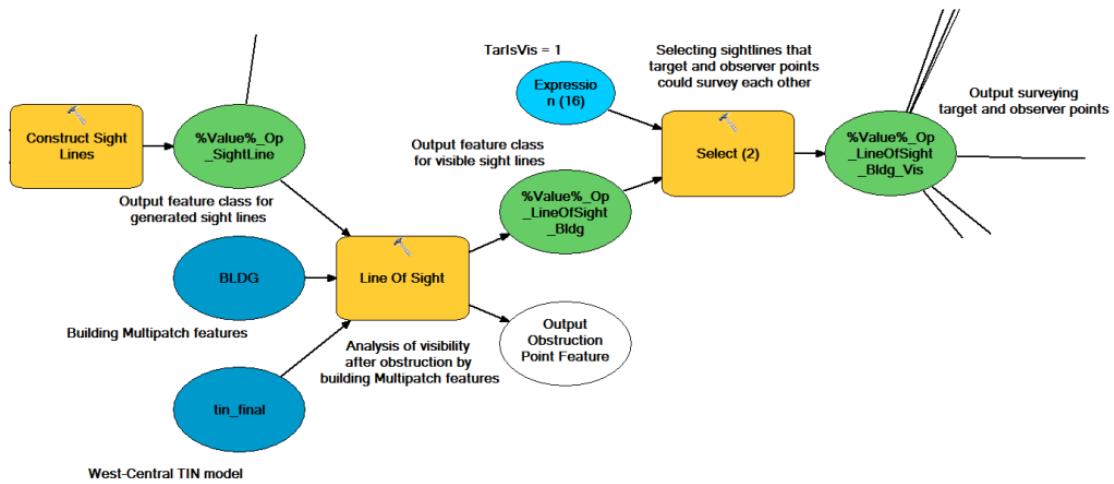 TarIsVis = 1
Expressio
n (16)
Selecting sightlines that
target and observer points
could survey each other
Output surveying
target and observer points
Construct Sight
Lines
%Value%_Op
_SightLine
Output feature class
for visible sight lines
Select (2)
%Value%_Op
_LineOfSight
_Bldg_Vis
Output feature class for
generated sight lines
%Value%_Op
_LineOfSight
_Bldg
BLDG
Line Of Sight
Building Multipatch features
Analysis of visibility
after obstruction by
building Multipatch features
Output
Obstruction
Point Feature
tin_final
West-Central TIN model